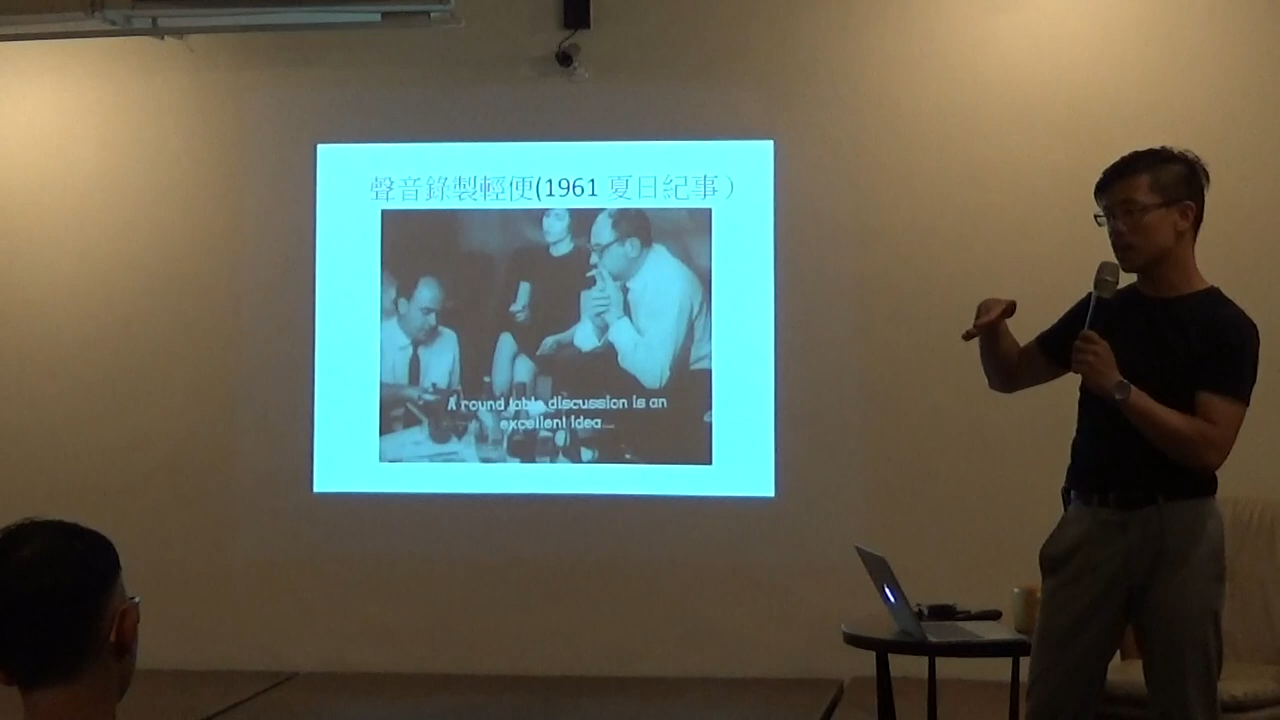 聲音錄製輕便(1961 夏日紀事）
A round table discussion is an
excellent idea...